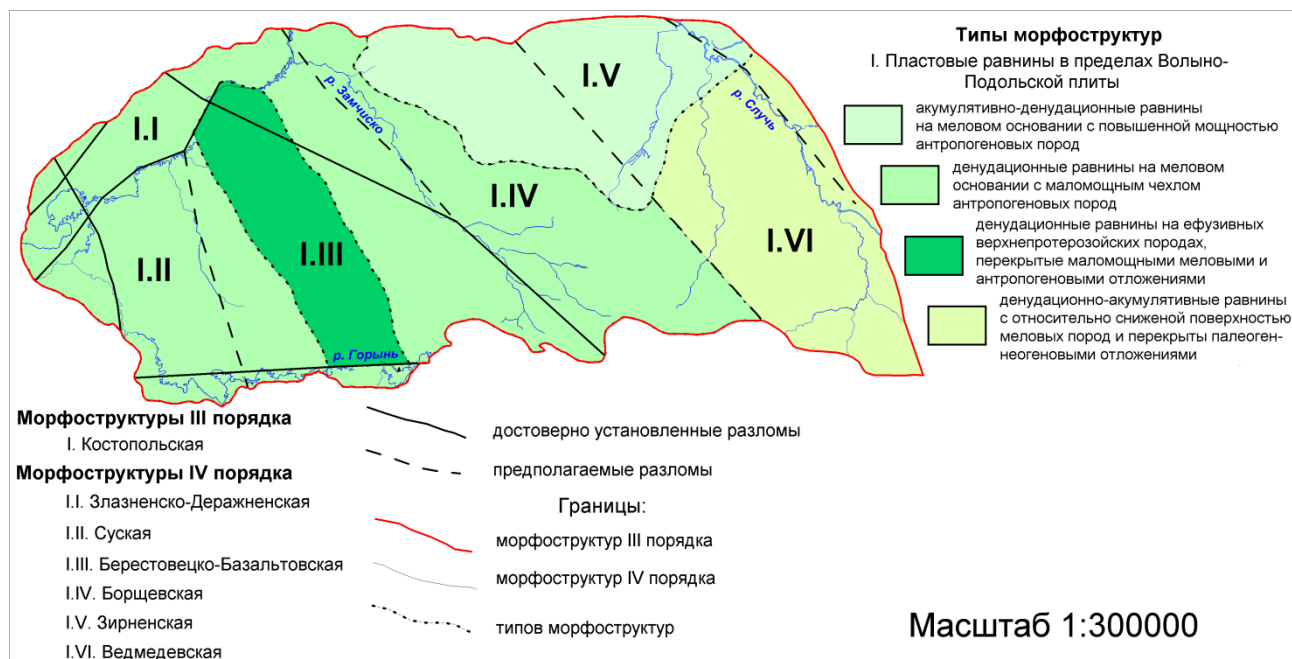 Типы морфоструктур
I. Пластовые равнины в пределах Волыно-
Подольской плиты
акумулятивно-денудационные равнины
на меловом основании с повышенной мощностью
антропогеновых пород
денудационные равнины на меловом
основании с маломощным чехлом
антропогеновых пород
денудационные равнины на ефузивных
верхнепротерозойских породах,
перекрытые маломощными меловыми и
антропогеновыми отложениями
денудационно-акумулятивные равнины
с относительно сниженой поверхностью
меловых пород и перекрыты палеоген-
неогеновыми отложениями
I.I
I.II
I.III
I.IV
I.V
I.VI
р. Замчиско
р. Случь
р. Горынь
Морфоструктуры III порядка
I. Костопольская
Морфоструктуры IV порядка
I.I. Злазненско-Деражненская
I.II. Суская
I.III. Берестовецко-Базальтовская
I.IV. Борщевская
I.V. Зирненская
I.VI. Ведмедевская
достоверно установленные разломы
предполагаемые разломы
Границы:
морфоструктур III порядка
морфоструктур IV порядка
типов морфоструктур
Масштаб 1:300000